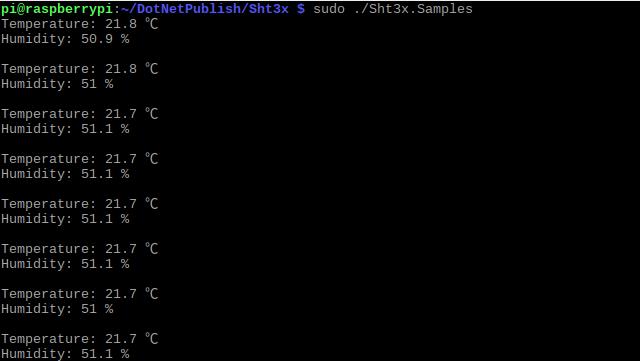 pi@raspberrypi:~/DotNetPublish/Sht3x $ sudo ./Sht3x.Samples
Temperature: 21.8 ℃
Humidity: 50.9 %
Temperature: 21.8 ℃
Humidity: 51 %
Temperature: 21.7 ℃
Humidity: 51.1 %
Temperature: 21.7 ℃
Humidity: 51.1 %
Temperature: 21.7 ℃
Humidity: 51.1 %
Temperature: 21.7 ℃
Humidity: 51.1 %
Temperature: 21.7 ℃
Humidity: 51 %
Temperature: 21.7 ℃
Humidity: 51.1 %